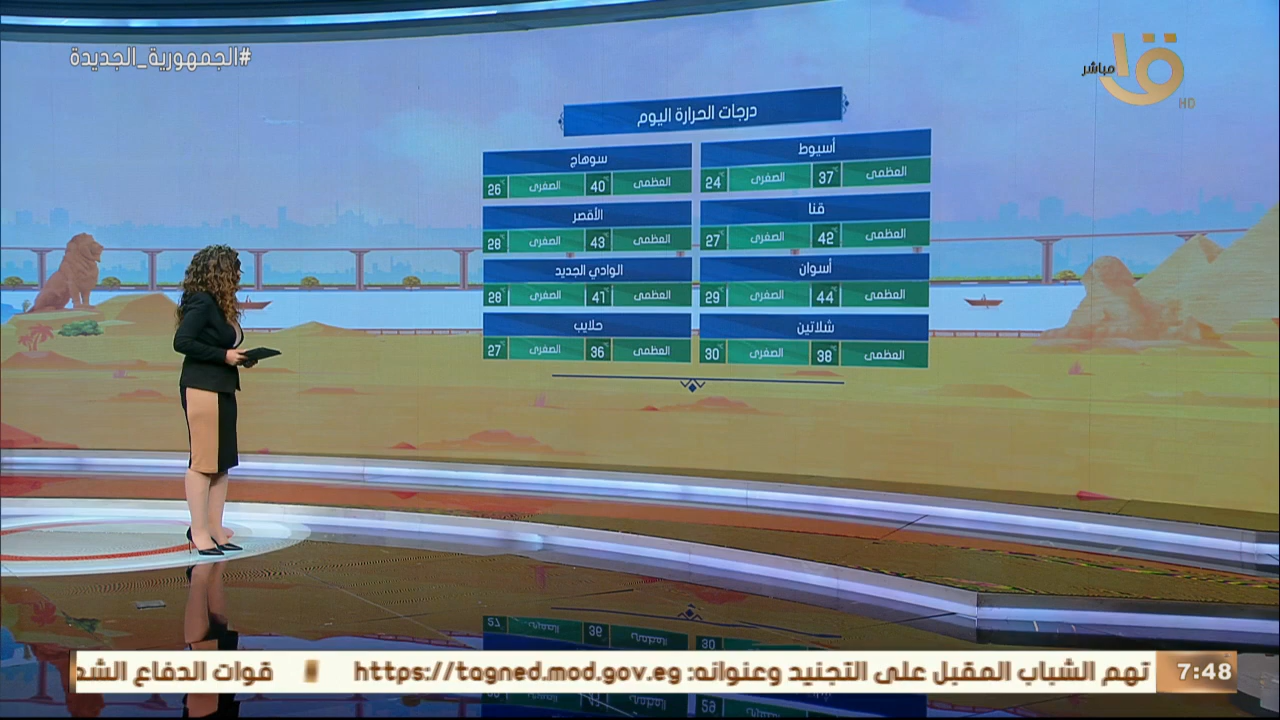 #الجمهورية_الجديدة
مباشر
HD
درجات الحرارة اليوم
أسيوط
العظمى 37° الصغرى 24°
سوهاج
العظمى 40° الصغرى 26°
قنا
العظمى 42° الصغرى 27°
الأقصر
العظمى 43° الصغرى 28°
أسوان
العظمى 44° الصغرى 29°
الوادي الجديد
العظمى 41° الصغرى 28°
شلاتين
العظمى 38° الصغرى 30°
حلايب
العظمى 36° الصغرى 27°
7:48 تهم الشباب المقبل على التجنيد وعنوانه: https://tagned.mod.gov.eg قوات الدفاع الشع